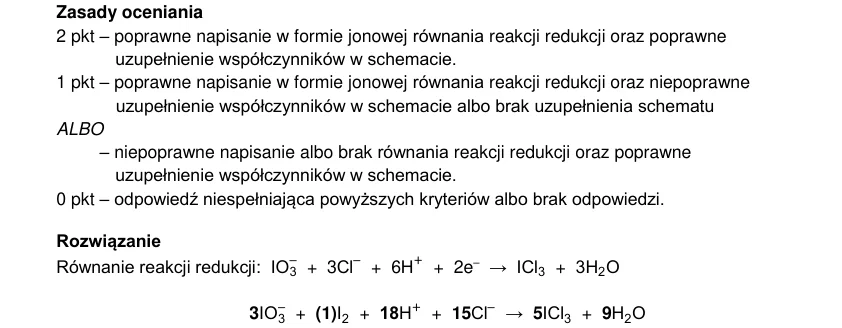 Zasady oceniania
2 pkt – poprawne napisanie w formie jonowej równania reakcji redukcji oraz poprawne
uzupełnienie współczynników w schemacie.
1 pkt – poprawne napisanie w formie jonowej równania reakcji redukcji oraz niepoprawne
uzupełnienie współczynników w schemacie albo brak uzupełnienia schematu
ALBO
– niepoprawne napisanie albo brak równania reakcji redukcji oraz poprawne
uzupełnienie współczynników w schemacie.
0 pkt – odpowiedź niespełniająca powyższych kryteriów albo brak odpowiedzi.
Rozwiązanie
Równanie reakcji redukcji: IO₃⁻ + 3Cl⁻ + 6H⁺ + 2e⁻ → ICl₃ + 3H₂O
3IO₃⁻ + (1)I₂ + 18H⁺ + 15Cl⁻ → 5ICl₃ + 9H₂O